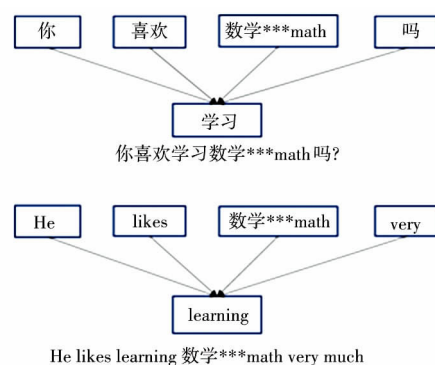 你 喜欢 数学***math 吗
学习
你喜欢学习数学***math吗?
He likes 数学***math very
learning
He likes learning 数学***math very much